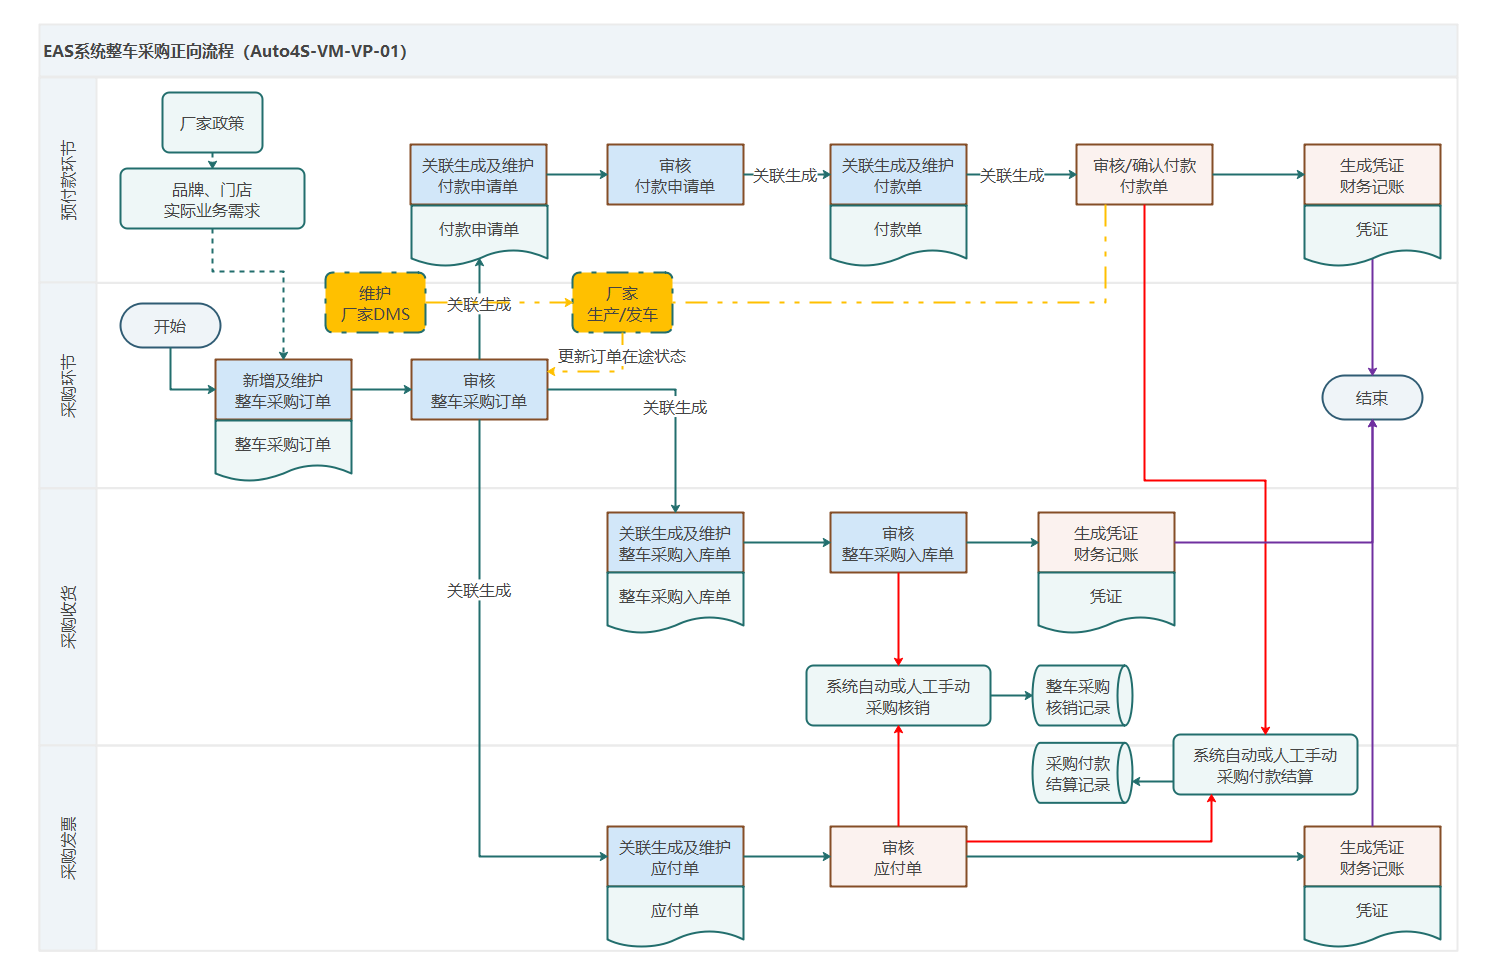 EAS系统整车采购正向流程（Auto4S-VM-VP-01）
预付款环节
厂家政策
品牌、门店
实际业务需求
关联生成及维护
付款申请单
付款申请单
审核
付款申请单
关联生成
关联生成及维护
付款单
付款单
关联生成
审核/确认付款
付款单
生成凭证
财务记账
凭证
采购环节
开始
维护
厂家DMS
关联生成
厂家
生产/发车
更新订单在途状态
新增及维护
整车采购订单
整车采购订单
审核
整车采购订单
关联生成
结束
采购收货
关联生成
关联生成及维护
整车采购入库单
整车采购入库单
审核
整车采购入库单
生成凭证
财务记账
凭证
系统自动或人工手动
采购核销
整车采购
核销记录
采购发票
采购付款
结算记录
系统自动或人工手动
采购付款结算
关联生成及维护
应付单
应付单
审核
应付单
生成凭证
财务记账
凭证